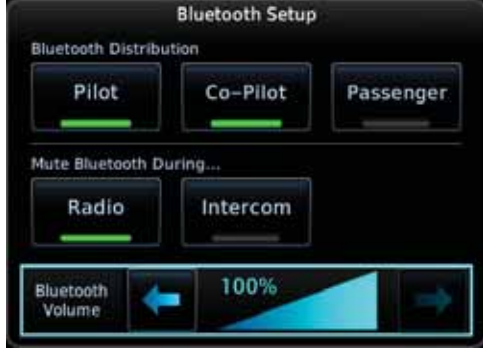 Bluetooth Setup
Bluetooth Distribution
Pilot Co-Pilot Passenger
Mute Bluetooth During...
Radio Intercom
Bluetooth
Volume
100%